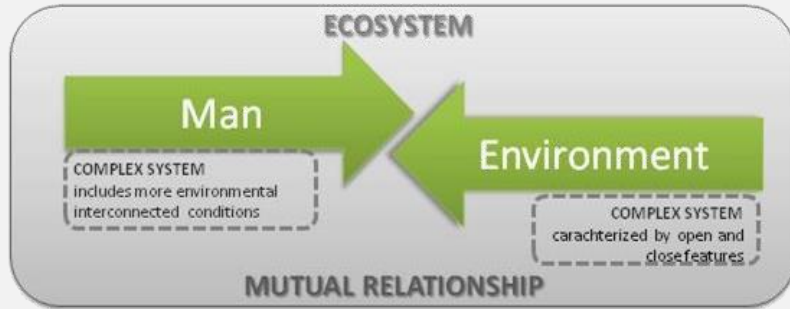 ECOSYSTEM
Man
COMPLEX SYSTEM
includes more environmental
interconnected conditions
Environment
COMPLEX SYSTEM
carachterized by open and
close features
MUTUAL RELATIONSHIP